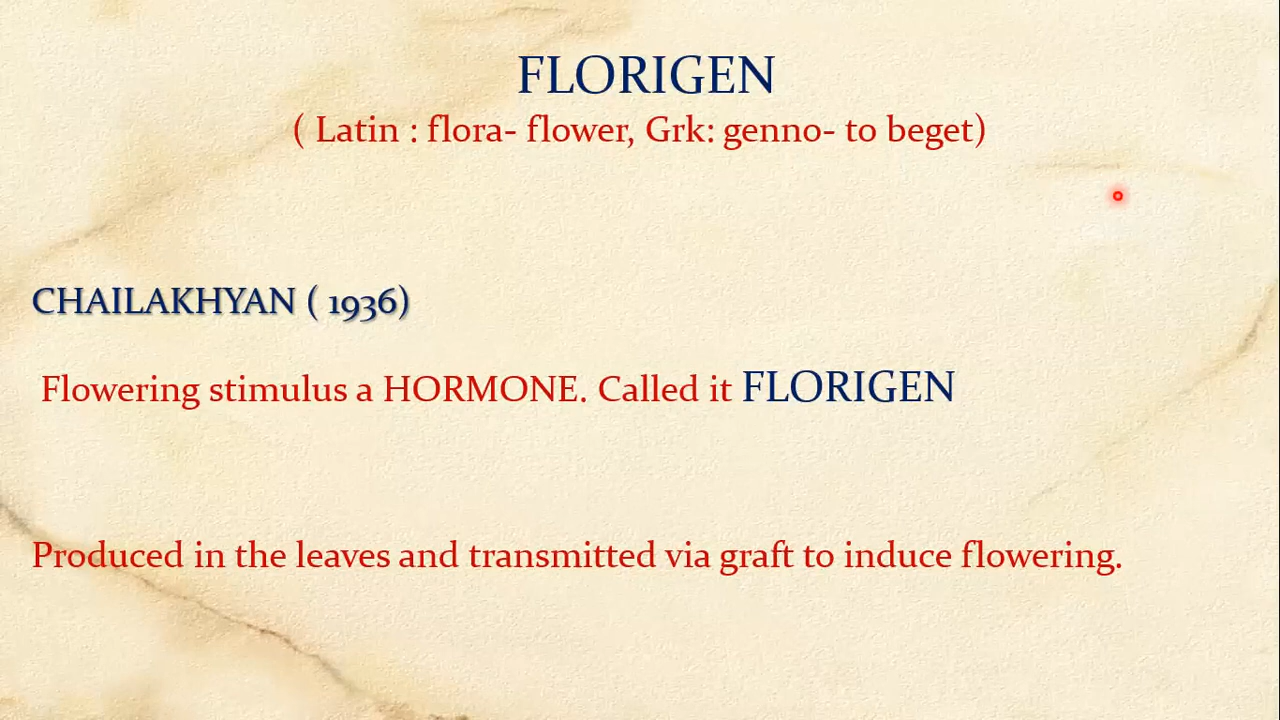 FLORIGEN
( Latin : flora- flower, Grk: genno- to beget)
CHAILAKHYAN ( 1936)
Flowering stimulus a HORMONE. Called it FLORIGEN
Produced in the leaves and transmitted via graft to induce flowering.